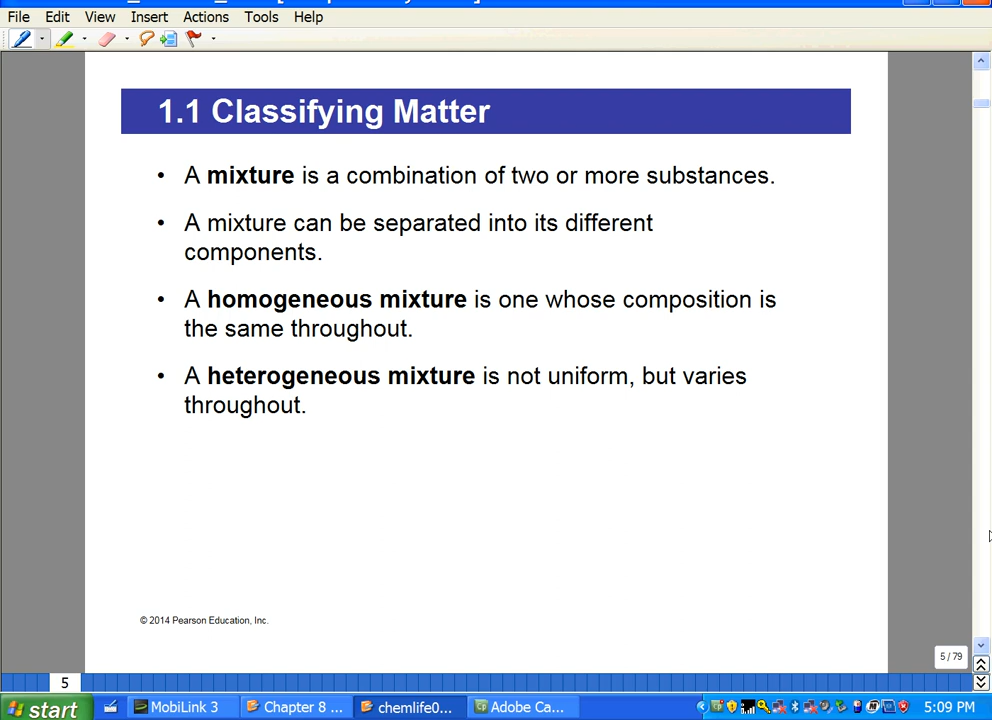 File Edit View Insert Actions Tools Help
1.1 Classifying Matter
• A mixture is a combination of two or more substances.
• A mixture can be separated into its different
components.
• A homogeneous mixture is one whose composition is
the same throughout.
• A heterogeneous mixture is not uniform, but varies
throughout.
© 2014 Pearson Education, Inc.
5 / 79
5
start MobiLink 3 Chapter 8 ... chemlife0... Adobe Ca... 5:09 PM